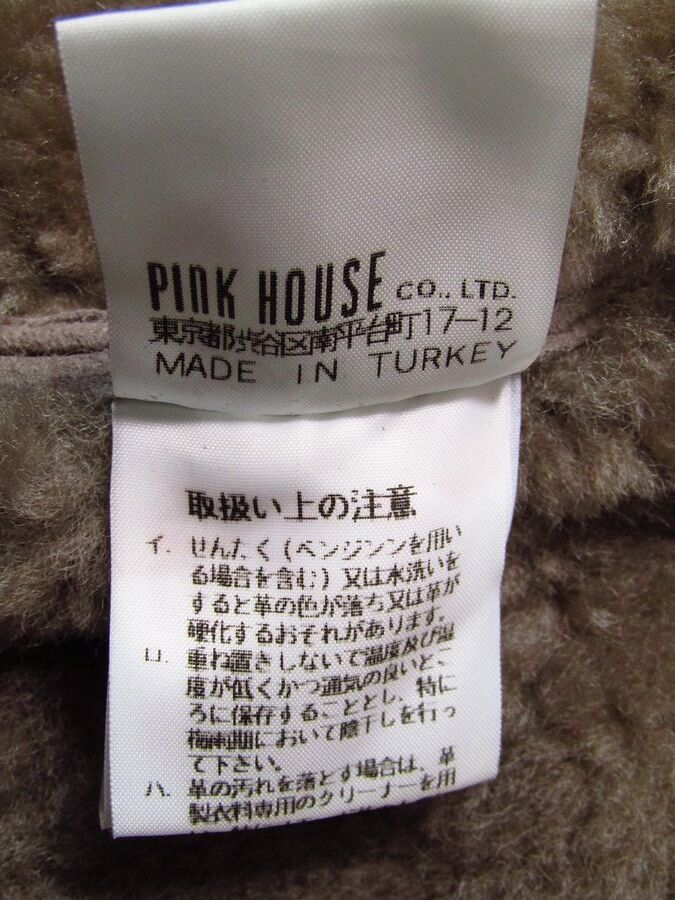 PINK HOUSE CO., LTD.
東京都渋谷区南平台町17-12
MADE IN TURKEY
取扱い上の注意
イ. せんたく(ベンジンンを用い
る場合を含む)又は水洗いを
すると革の色が落ち又は革が
硬化するおそれがあります。
ロ. 重ね置きしないで温度及び湿
度が低くかつ通気の良いとこ
ろに保存することとし、特に
梅雨期において陰干しを行っ
て下さい。
ハ. 革の汚れを落とす場合は、革
製衣料専用のクリーナーを用